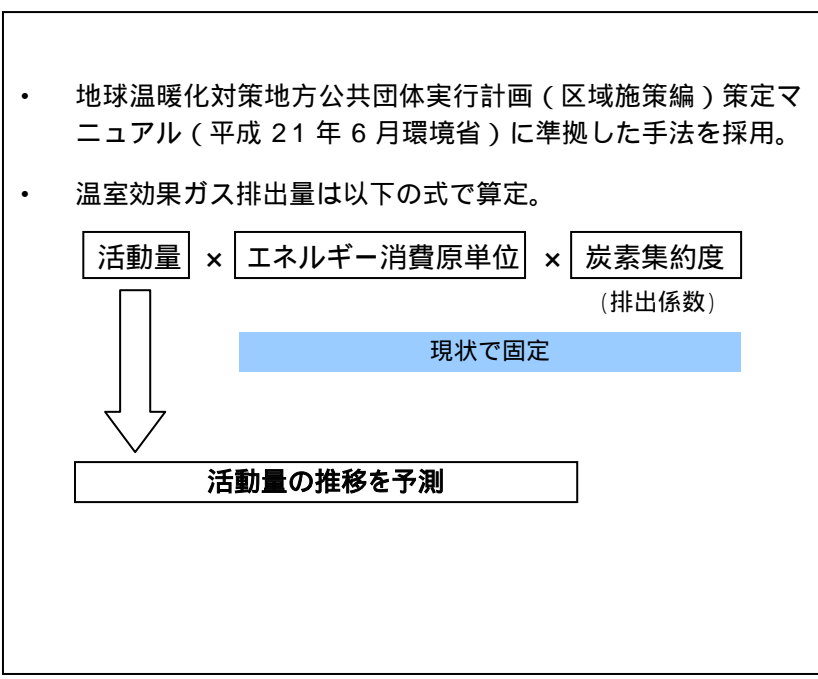 • 地球温暖化対策地方公共団体実行計画（区域施策編）策定マ
ニュアル（平成 21 年 6 月環境省）に準拠した手法を採用。
• 温室効果ガス排出量は以下の式で算定。
活動量 × エネルギー消費原単位 × 炭素集約度
(排出係数)
現状で固定
活動量の推移を予測